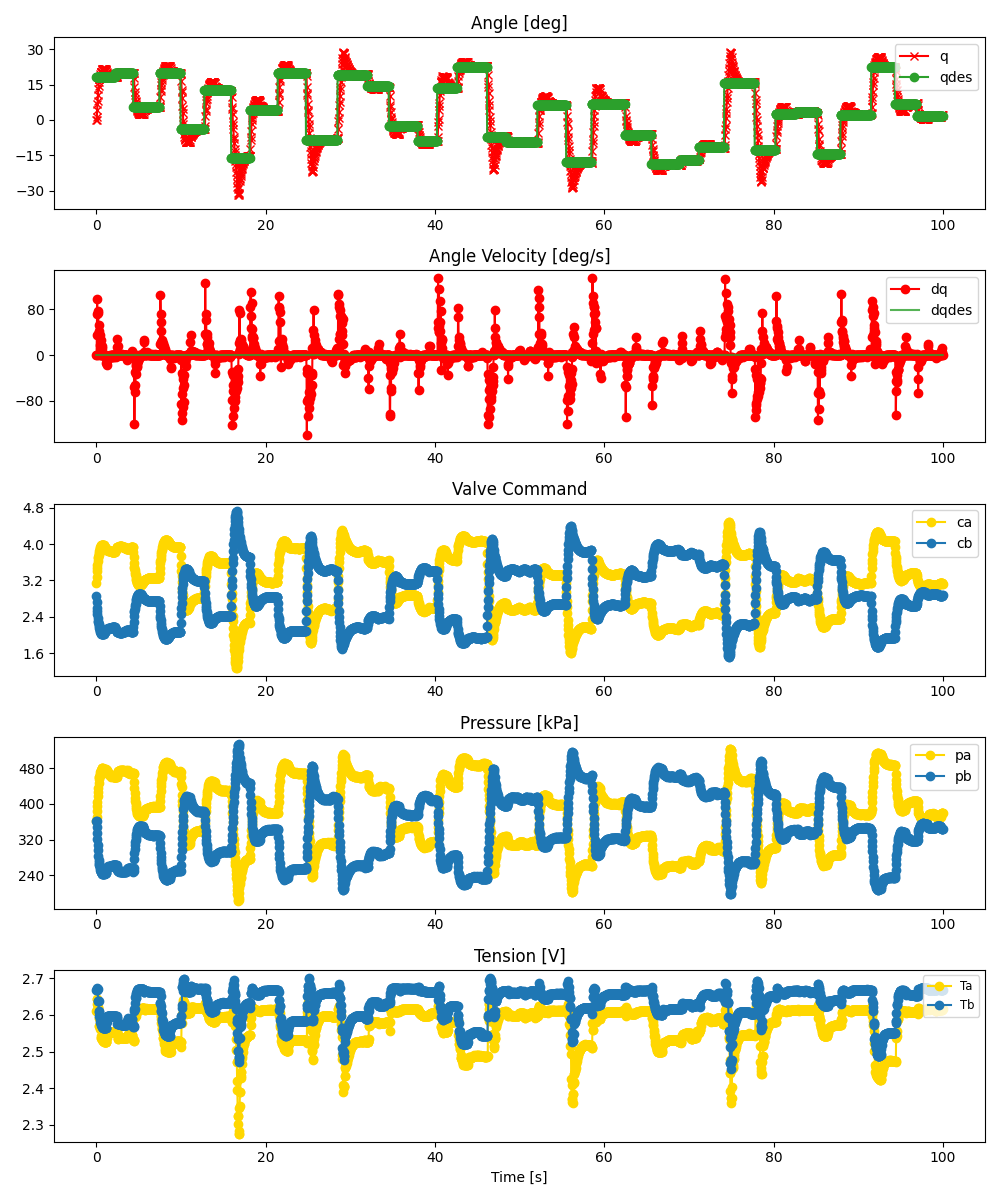 Angle [deg]
30
15
0
−15
−30
q
qdes
0 20 40 60 80 100
Angle Velocity [deg/s]
80
0
−80
dq
dqdes
0 20 40 60 80 100
Valve Command
4.8
4.0
3.2
2.4
1.6
ca
cb
0 20 40 60 80 100
Pressure [kPa]
480
400
320
240
pa
pb
0 20 40 60 80 100
Tension [V]
2.7
2.6
2.5
2.4
2.3
Ta
Tb
0 20 40 60 80 100
Time [s]